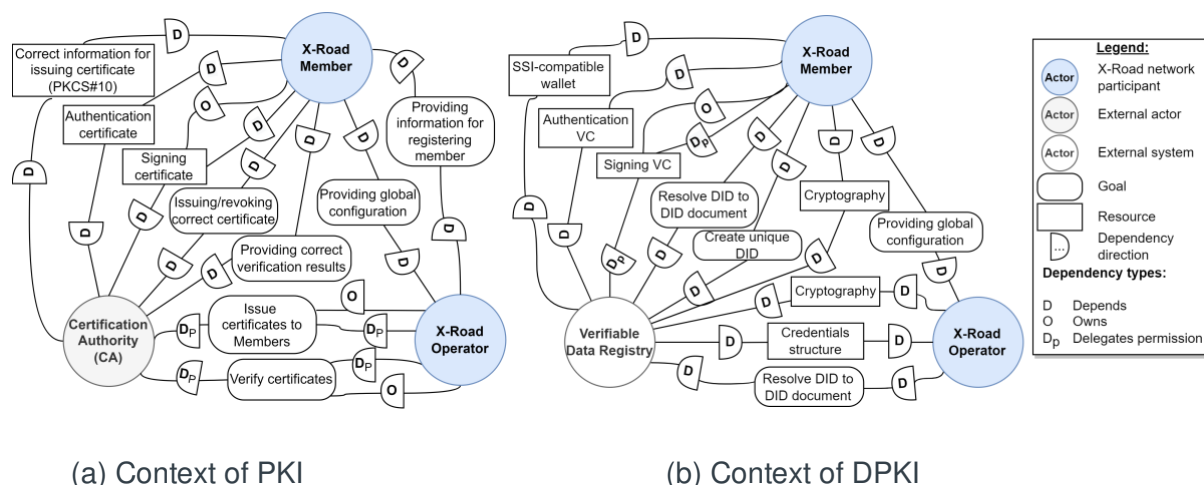 D
X-Road
Member
Correct information for
issuing certificate
(PKCS#10)
D
D
O
D
Authentication
certificate
Signing
certificate
D
D
D
Providing
information for
registering
member
D
Issuing/revoking
correct certificate
Providing global
configuration
Providing correct
verification results
D
D
D
D
D
D
Certification
Authority
(CA)
O
Issue
certificates to
Members
DP
DP
X-Road
Operator
DP
DP
Verify certificates
O
(a) Context of PKI
D
X-Road
Member
SSI-compatible
wallet
D
O
Authentication
VC
DP
D
D
D
Signing VC
Resolve DID to
DID document
Cryptography
D
Create unique
DID
Providing global
configuration
D
DP
D
D
D
D
D
Cryptography
D
Verifiable
Data Registry
D
Credentials
structure
D
X-Road
Operator
D
Resolve DID to
DID document
D
(b) Context of DPKI
Legend:
Actor
X-Road network
participant
Actor
External actor
Actor
External system
Goal
Resource
...
Dependency
direction
Dependency types:
D Depends
O Owns
Dp Delegates permission